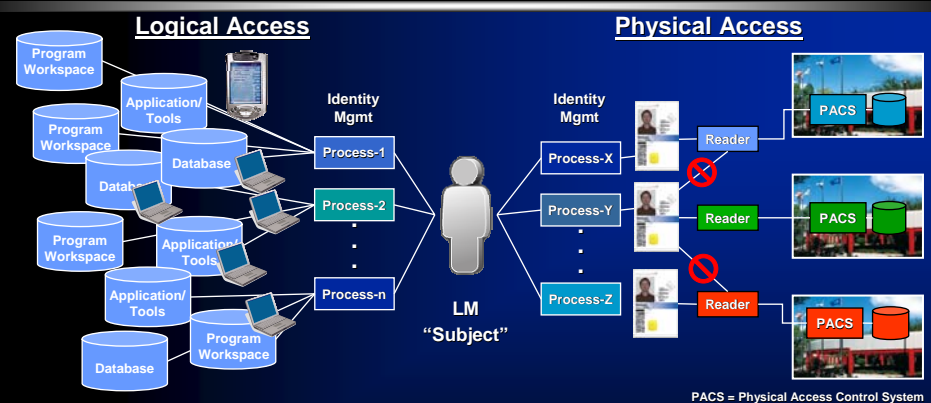 Logical Access
Physical Access
Program
Workspace
Application/
Tools
Program
Workspace
Database
Datab
Program
Workspace
Application/
Tools
Application/
Tools
Program
Workspace
Database
Identity
Mgmt
Process-1
Process-2
.
.
.
Process-n
LM
“Subject”
Identity
Mgmt
Process-X
Process-Y
.
.
.
Process-Z
Reader
Reader
Reader
PACS
PACS
PACS
PACS = Physical Access Control System